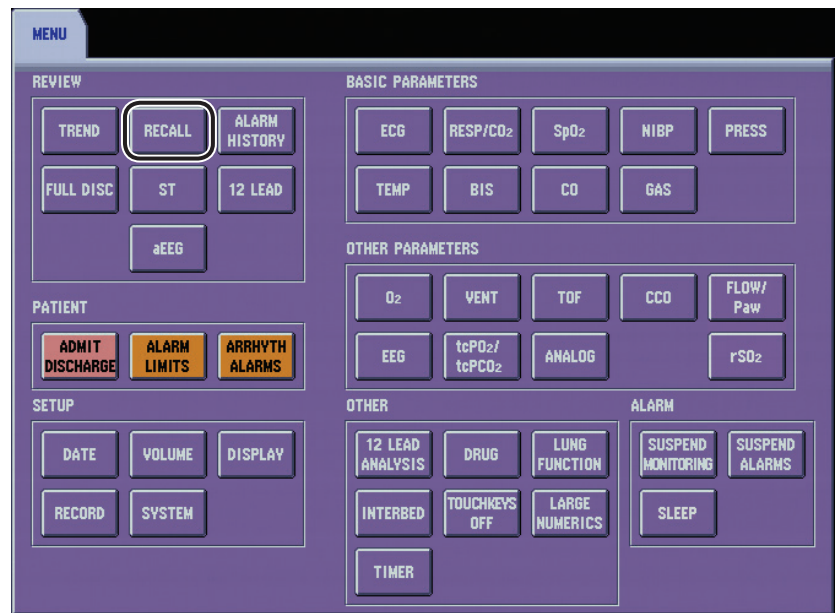 MENU
REVIEW
TREND
RECALL
ALARM
HISTORY
FULL DISC
ST
12 LEAD
aEEG
PATIENT
ADMIT
DISCHARGE
ALARM
LIMITS
ARRHYTH
ALARMS
SETUP
DATE
VOLUME
DISPLAY
RECORD
SYSTEM
BASIC PARAMETERS
ECG
RESP/CO2
SpO2
NIBP
PRESS
TEMP
BIS
CO
GAS
OTHER PARAMETERS
O2
VENT
TOF
CCO
FLOW/
Paw
EEG
tcPO2/
tcPCO2
ANALOG
rSO2
OTHER
12 LEAD
ANALYSIS
DRUG
LUNG
FUNCTION
INTERBED
TOUCHKEYS
OFF
LARGE
NUMERICS
TIMER
ALARM
SUSPEND
MONITORING
SUSPEND
ALARMS
SLEEP